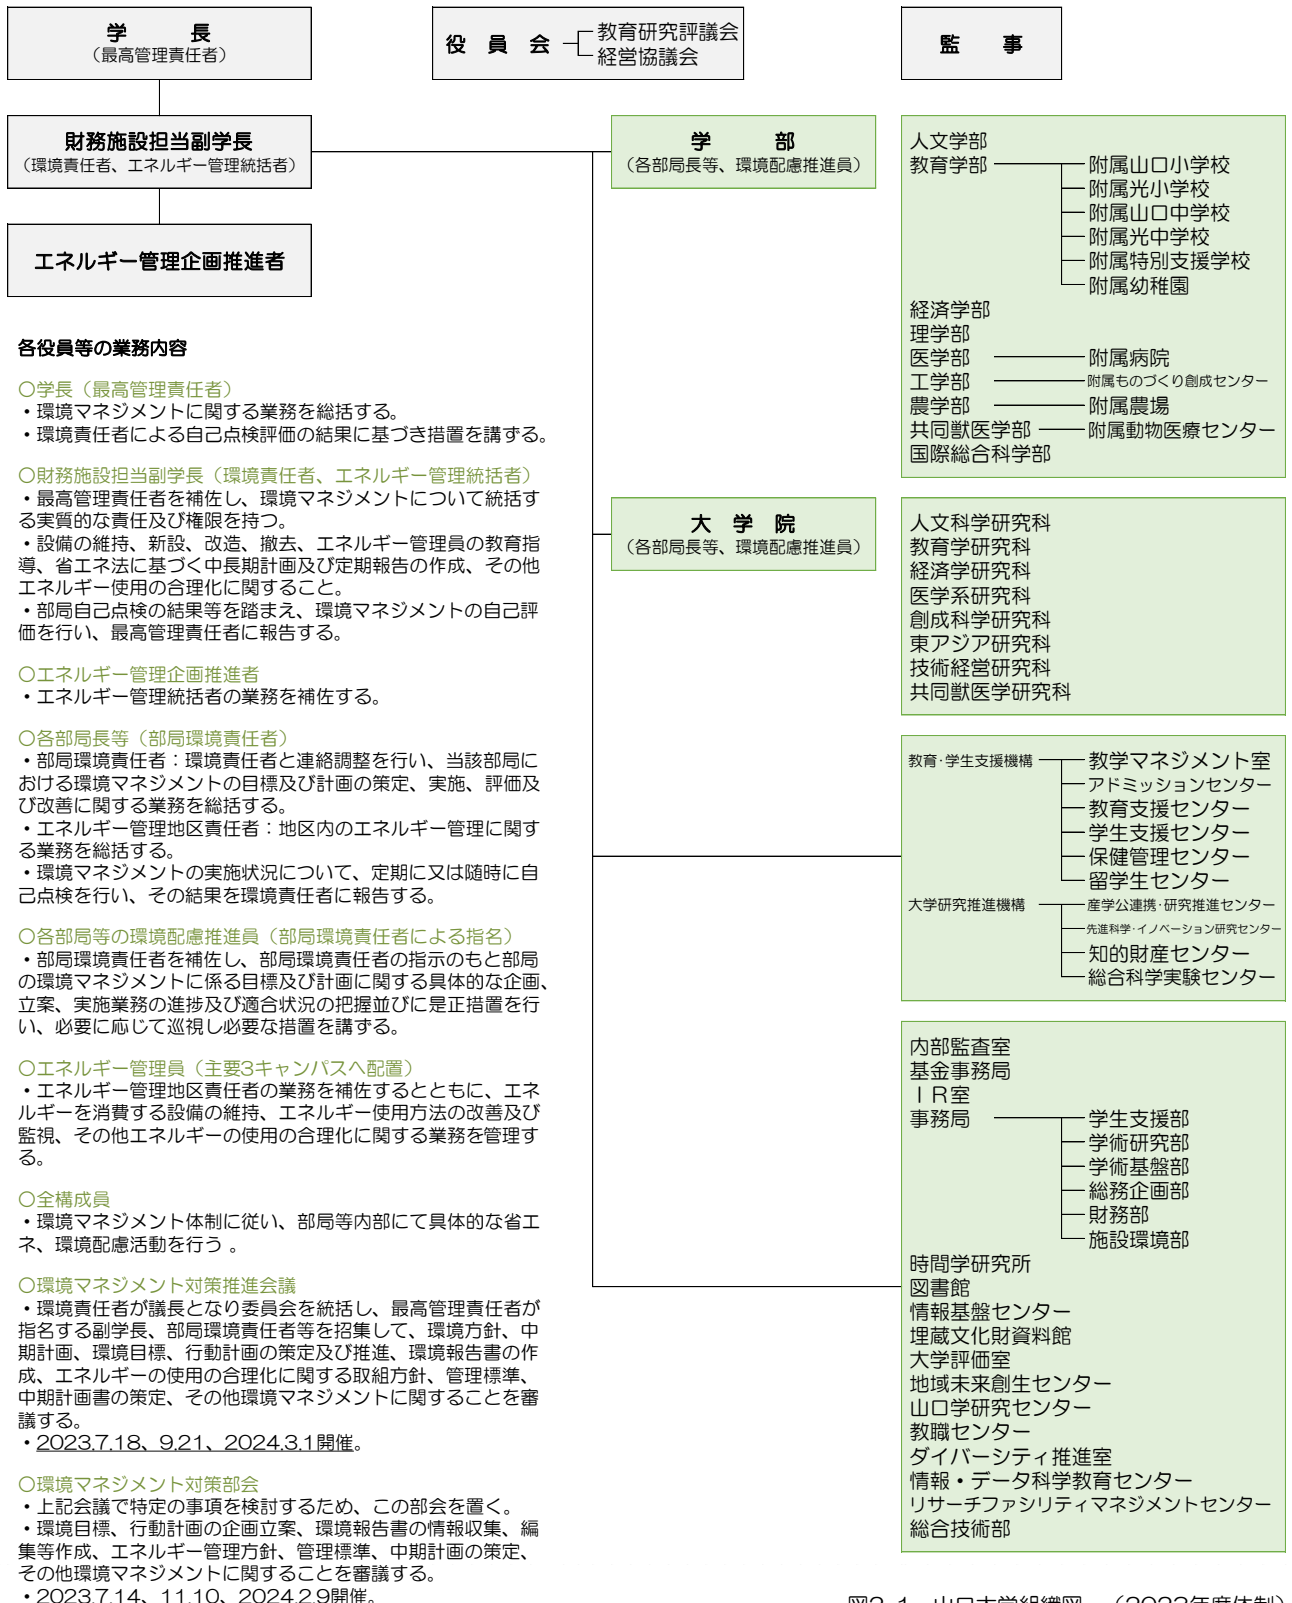 学　　長
（最高管理責任者）
役　員　会
教育研究評議会
経営協議会
監　　事
財務施設担当副学長
（環境責任者、エネルギー管理統括者）
エネルギー管理企画推進者
学　　　部
（各部局長等、環境配慮推進員）
人文学部
教育学部
附属山口小学校
附属光小学校
附属山口中学校
附属光中学校
附属特別支援学校
附属幼稚園
経済学部
理学部
医学部
附属病院
工学部
附属ものづくり創成センター
農学部
附属農場
共同獣医学部
附属動物医療センター
国際総合科学部
大　学　院
（各部局長等、環境配慮推進員）
人文科学研究科
教育学研究科
経済学研究科
医学系研究科
創成科学研究科
東アジア研究科
技術経営研究科
共同獣医学研究科
教育･学生支援機構
教学マネジメント室
アドミッションセンター
教育支援センター
学生支援センター
保健管理センター
留学生センター
大学研究推進機構
産学公連携･研究推進センター
先進科学･イノベーション研究センター
知的財産センター
総合科学実験センター
内部監査室
基金事務局
ＩＲ室
事務局
学生支援部
学術研究部
学術基盤部
総務企画部
財務部
施設環境部
時間学研究所
図書館
情報基盤センター
埋蔵文化財資料館
大学評価室
地域未来創生センター
山口学研究センター
教職センター
ダイバーシティ推進室
情報・データ科学教育センター
リサーチファシリティマネジメントセンター
総合技術部
各役員等の業務内容
〇学長（最高管理責任者）
・環境マネジメントに関する業務を総括する。
・環境責任者による自己点検評価の結果に基づき措置を講ずる。
〇財務施設担当副学長（環境責任者、エネルギー管理統括者）
・最高管理責任者を補佐し、環境マネジメントについて統括す
る実質的な責任及び権限を持つ。
・設備の維持、新設、改造、撤去、エネルギー管理員の教育指
導、省エネ法に基づく中長期計画及び定期報告の作成、その他
エネルギー使用の合理化に関すること。
・部局自己点検の結果等を踏まえ、環境マネジメントの自己評
価を行い、最高管理責任者に報告する。
〇エネルギー管理企画推進者
・エネルギー管理統括者の業務を補佐する。
〇各部局長等（部局環境責任者）
・部局環境責任者：環境責任者と連絡調整を行い、当該部局に
おける環境マネジメントの目標及び計画の策定、実施、評価及
び改善に関する業務を総括する。
・エネルギー管理地区責任者：地区内のエネルギー管理に関す
る業務を総括する。
・環境マネジメントの実施状況について、定期に又は随時に自
己点検を行い、その結果を環境責任者に報告する。
〇各部局等の環境配慮推進員（部局環境責任者による指名）
・部局環境責任者を補佐し、部局環境責任者の指示のもと部局
の環境マネジメントに係る目標及び計画に関する具体的な企画、
立案、実施業務の進捗及び適合状況の把握並びに是正措置を行
い、必要に応じて巡視し必要な措置を講ずる。
〇エネルギー管理員（主要3キャンパスへ配置）
・エネルギー管理地区責任者の業務を補佐するとともに、エネ
ルギーを消費する設備の維持、エネルギー使用方法の改善及び
監視、その他エネルギーの使用の合理化に関する業務を管理す
る。
〇全構成員
・環境マネジメント体制に従い、部局等内部にて具体的な省エ
ネ、環境配慮活動を行う 。
〇環境マネジメント対策推進会議
・環境責任者が議長となり委員会を統括し、最高管理責任者が
指名する副学長、部局環境責任者等を招集して、環境方針、中
期計画、環境目標、行動計画の策定及び推進、環境報告書の作
成、エネルギーの使用の合理化に関する取組方針、管理標準、
中期計画書の策定、その他環境マネジメントに関することを審
議する。
・2023.7.18、9.21、2024.3.1開催。
〇環境マネジメント対策部会
・上記会議で特定の事項を検討するため、この部会を置く。
・環境目標、行動計画の企画立案、環境報告書の情報収集、編
集等作成、エネルギー管理方針、管理標準、中期計画の策定、
その他環境マネジメントに関することを審議する。
・2023.7.14、11.10、2024.2.9開催。
図2-1　山口大学組織図　（2023年度体制）